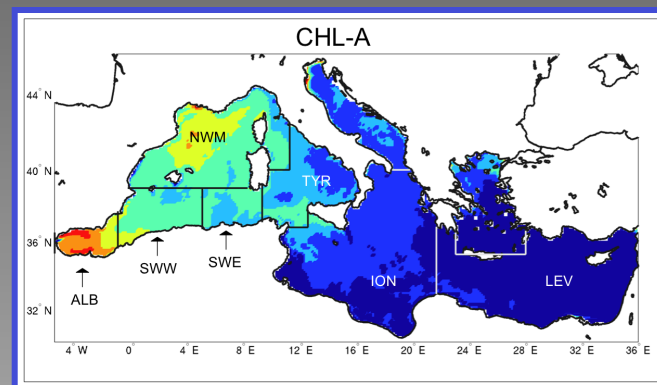 CHL-A
44° N
40° N
36° N
32° N
NWM
TYR
ION
LEV
ALB
SWW
SWE
4° W
0
4° E
8° E
12° E
16° E
20° E
24° E
28° E
32° E
36° E